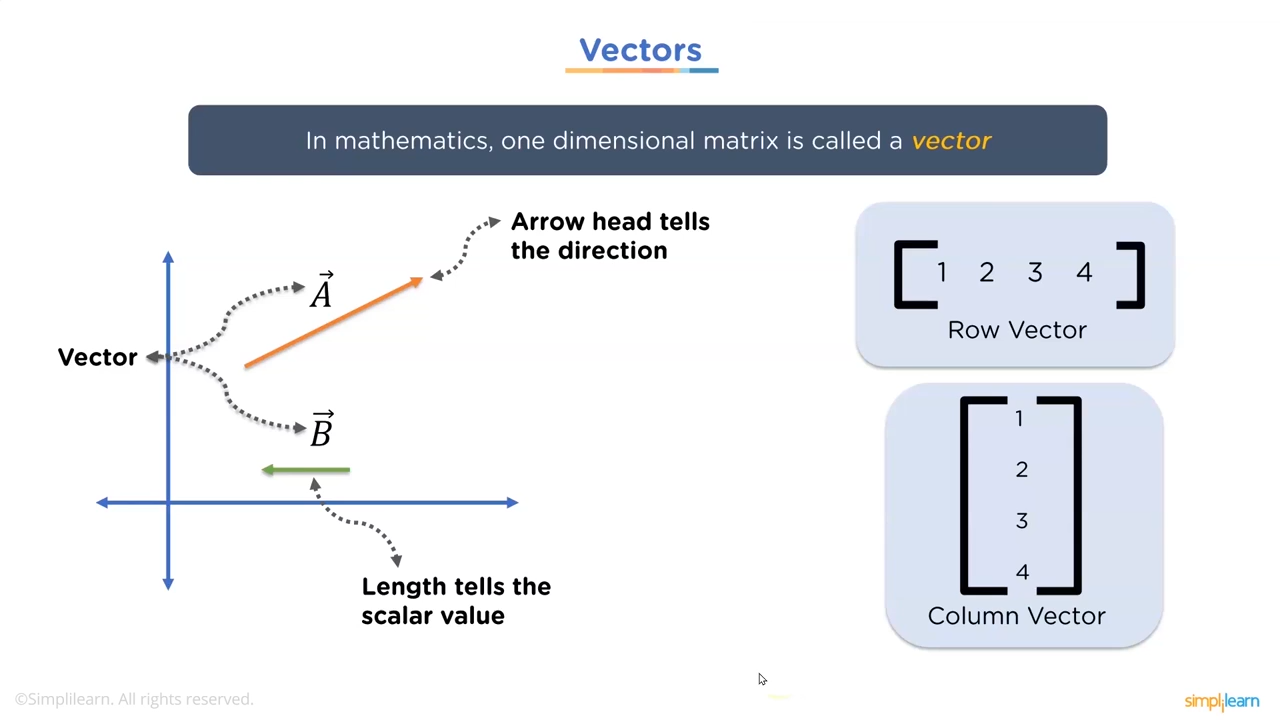 Vectors
In mathematics, one dimensional matrix is called a vector
Arrow head tells
the direction
A
Vector
B
Length tells the
scalar value
1 2 3 4
Row Vector
1
2
3
4
Column Vector
©Simplilearn. All rights reserved.
simplilearn